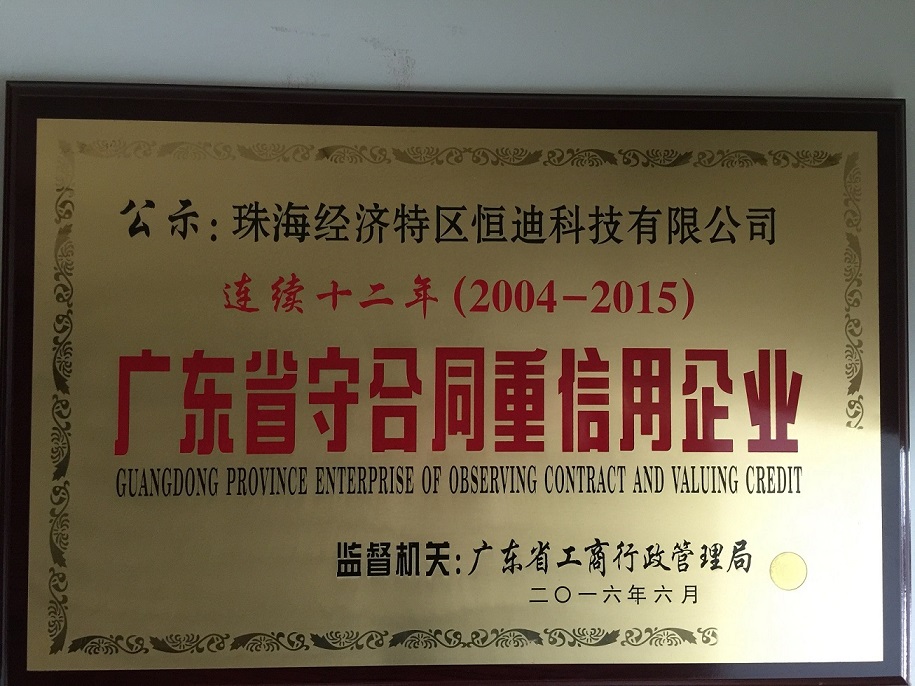 公示:珠海经济特区恒迪科技有限公司
连续十二年(2004-2015)
广东省守合同重信用企业
GUANGDONG PROVINCE ENTERPRISE OF OBSERVING CONTRACT AND VALUING CREDIT
监督机关:广东省工商行政管理局
二〇一六年六月